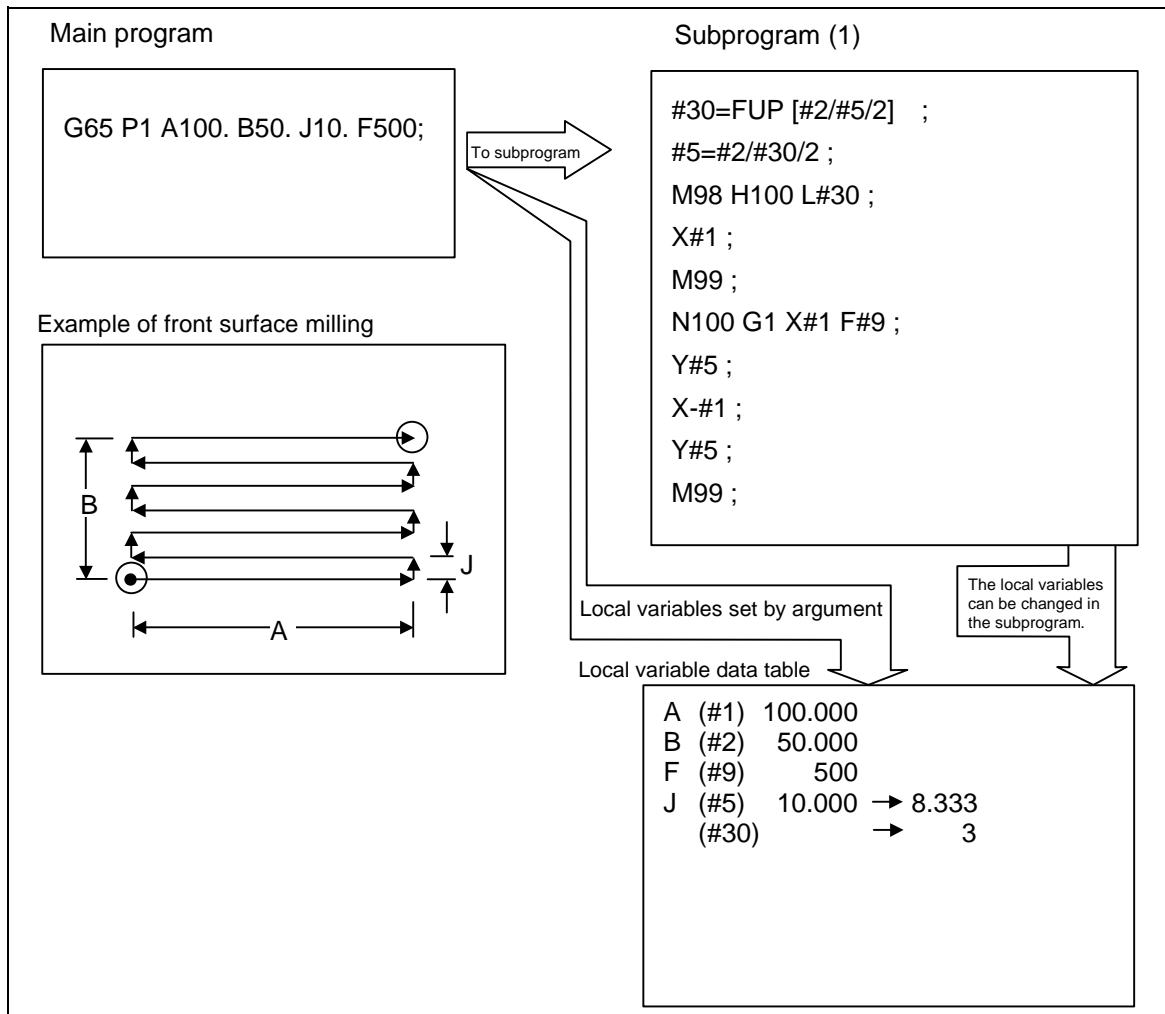 Main program
G65 P1 A100. B50. J10. F500;
To subprogram
Subprogram (1)
#30=FUP [#2/#5/2] ;
#5=#2/#30/2 ;
M98 H100 L#30 ;
X#1 ;
M99 ;
N100 G1 X#1 F#9 ;
Y#5 ;
X-#1 ;
Y#5 ;
M99 ;
Example of front surface milling
B
J
A
Local variables set by argument
The local variables
can be changed in
the subprogram.
Local variable data table
A (#1) 100.000
B (#2) 50.000
F (#9) 500
J (#5) 10.000 → 8.333
(#30) → 3